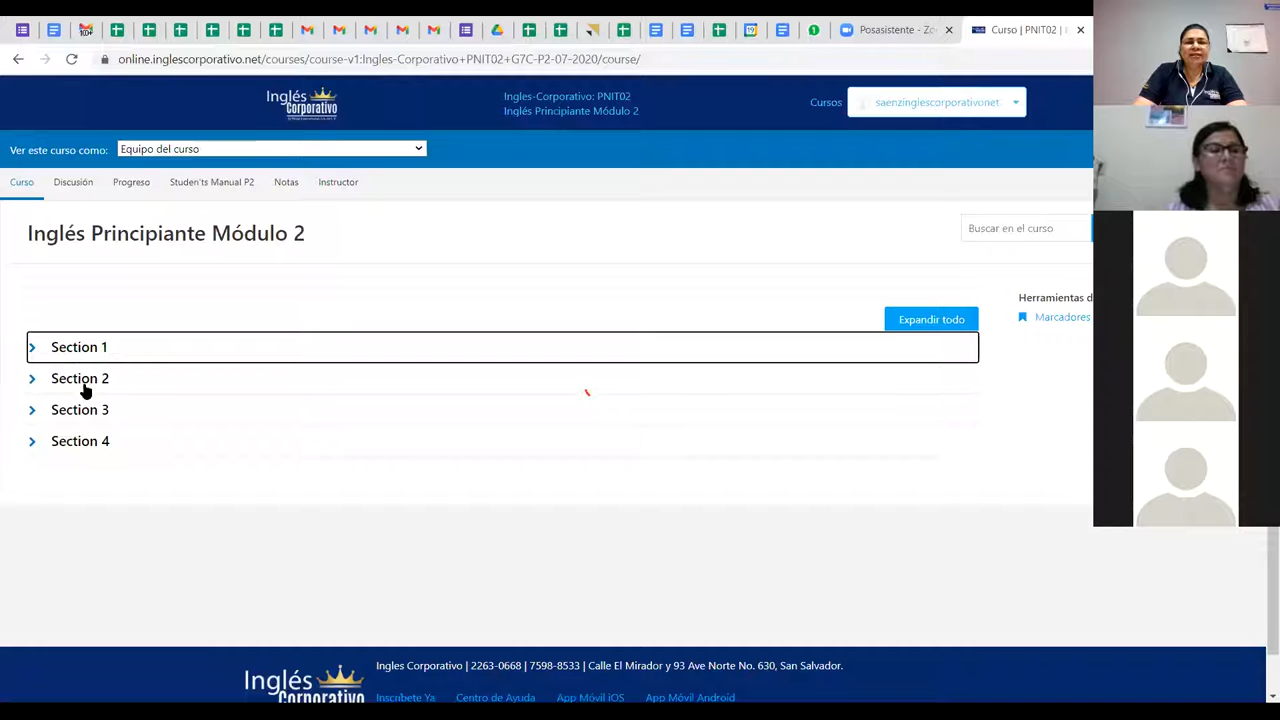 Posasistente - Zo
Curso | PNIT02 |
online.inglescorporativo.net/courses/course-v1:Ingles-Corporativo+PNIT02+G7C-P2-07-2020/course/
Inglés
Corporativo
Ingles-Corporativo: PNIT02
Inglés Principiante Módulo 2
Cursos
saenzinglescorporativonet
Ver este curso como:
Equipo del curso
Curso
Discusión
Progreso
Studen'ts Manual P2
Notas
Instructor
Inglés Principiante Módulo 2
Buscar en el curso
Expandir todo
Herramientas d
Marcadores
Section 1
Section 2
Section 3
Section 4
Inglés
Corporativo
Ingles Corporativo | 2263-0668 | 7598-8533 | Calle El Mirador y 93 Ave Norte No. 630, San Salvador.
Inscríbete Ya
Centro de Ayuda
App Móvil iOS
App Móvil Android